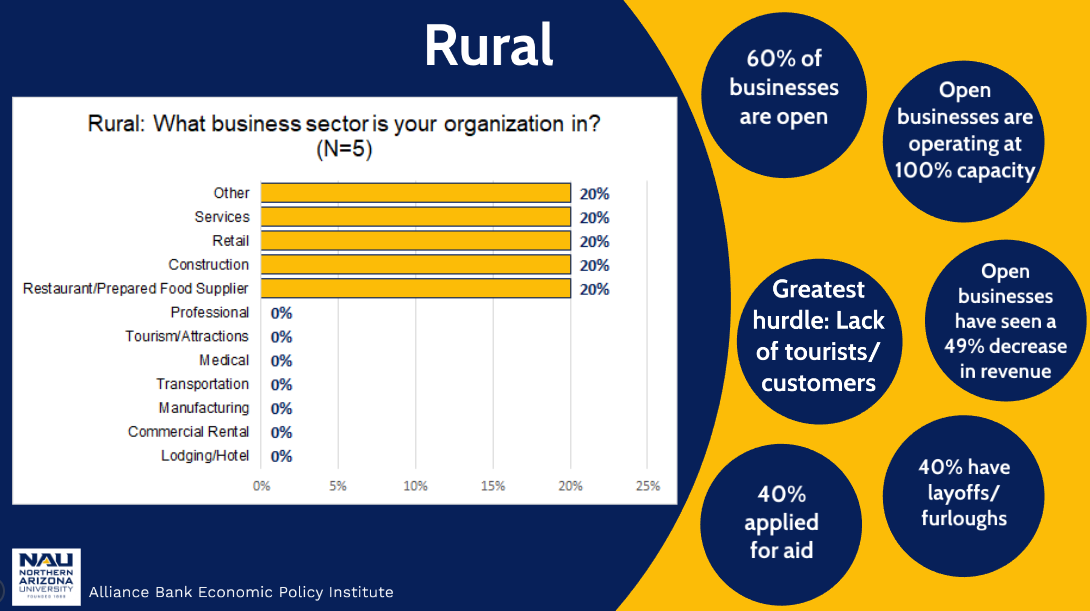 Rural
Rural: What business sector is your organization in?
(N=5)
Other 20%
Services 20%
Retail 20%
Construction 20%
Restaurant/Prepared Food Supplier 20%
Professional 0%
Tourism/Attractions 0%
Medical 0%
Transportation 0%
Manufacturing 0%
Commercial Rental 0%
Lodging/Hotel 0%
0% 5% 10% 15% 20% 25%
60% of
businesses
are open
Open
businesses are
operating at
100% capacity
Greatest
hurdle: Lack
of tourists/
customers
Open
businesses
have seen a
49% decrease
in revenue
40%
applied
for aid
40% have
layoffs/
furloughs
NAU
NORTHERN
ARIZONA
UNIVERSITY
FOUNDED 1899
Alliance Bank Economic Policy Institute